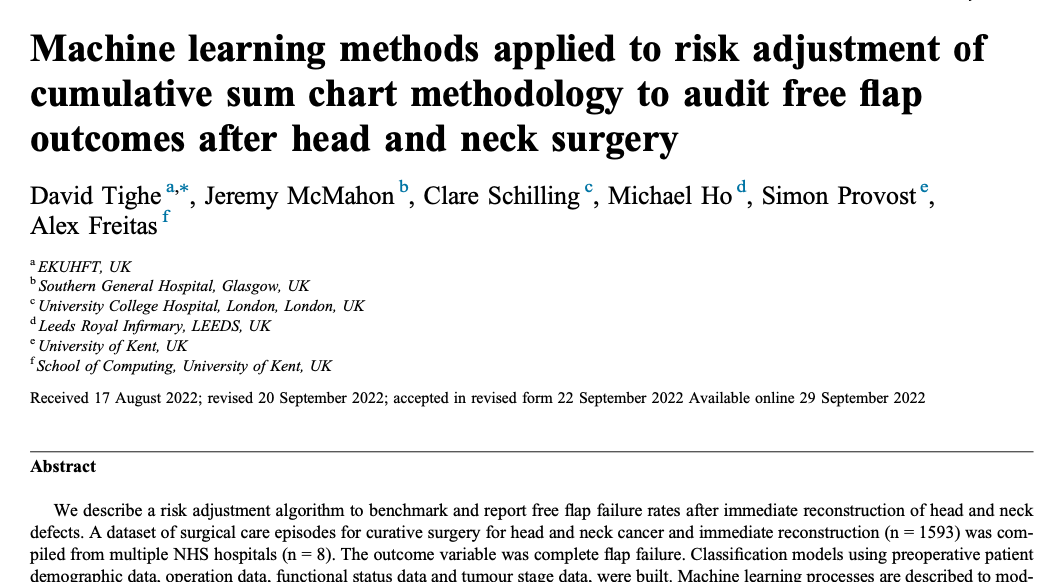 Machine learning methods applied to risk adjustment of
cumulative sum chart methodology to audit free flap
outcomes after head and neck surgery
David Tighe a,*, Jeremy McMahon b, Clare Schilling c, Michael Ho d, Simon Provost e,
Alex Freitas f
a EKUHFT, UK
b Southern General Hospital, Glasgow, UK
c University College Hospital, London, London, UK
d Leeds Royal Infirmary, LEEDS, UK
e University of Kent, UK
f School of Computing, University of Kent, UK
Received 17 August 2022; revised 20 September 2022; accepted in revised form 22 September 2022 Available online 29 September 2022
Abstract
We describe a risk adjustment algorithm to benchmark and report free flap failure rates after immediate reconstruction of head and neck
defects. A dataset of surgical care episodes for curative surgery for head and neck cancer and immediate reconstruction (n = 1593) was com-
piled from multiple NHS hospitals (n = 8). The outcome variable was complete flap failure. Classification models using preoperative patient
demographic data, operation data, functional status data and tumour stage data, were built. Machine learning processes are described to mod-